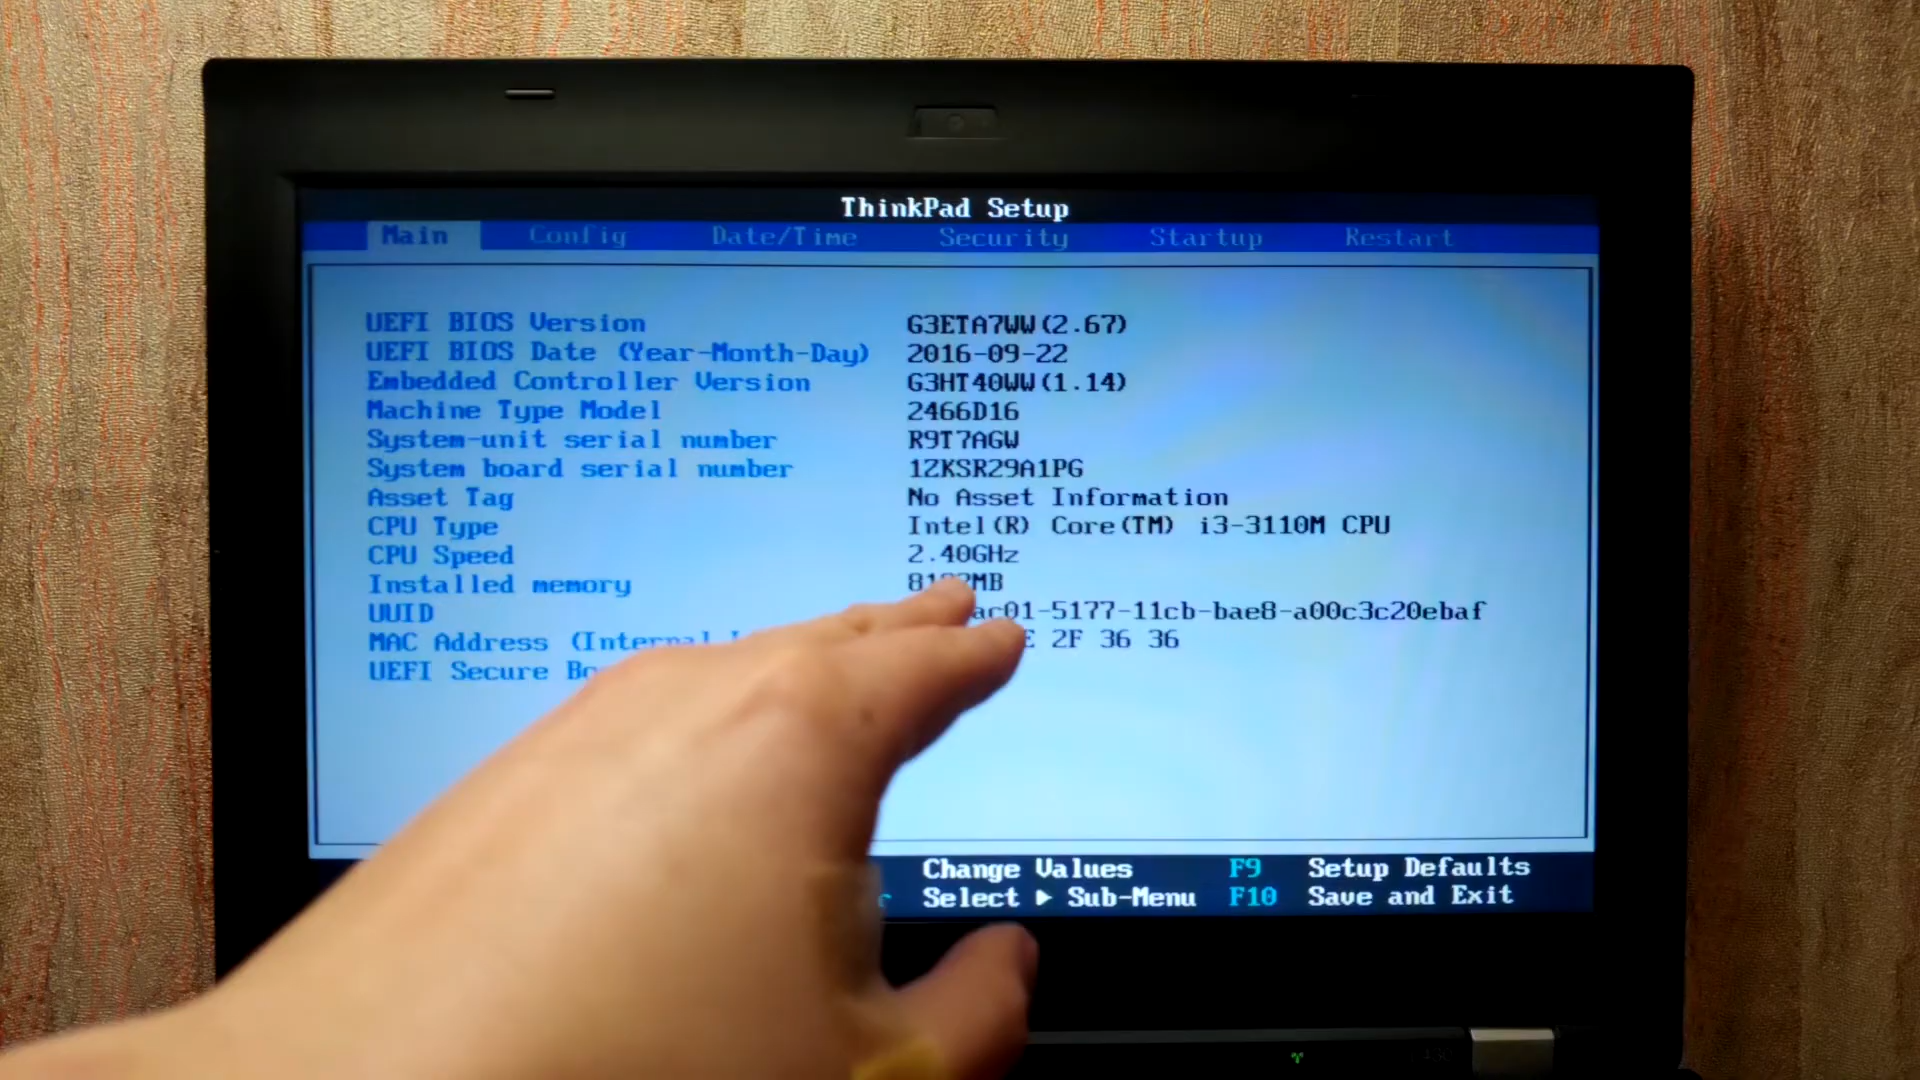 ThinkPad Setup
Main Config Date/Time Security Startup Restart
UEFI BIOS Version G3ETA7WW(2.67)
UEFI BIOS Date (Year-Month-Day) 2016-09-22
Embedded Controller Version G3HT40WW(1.14)
Machine Type Model 2466D16
System-unit serial number R9T7AGW
System board serial number 1ZKSR29A1PG
Asset Tag No Asset Information
CPU Type Intel(R) Core(TM) i3-3110M CPU
CPU Speed 2.40GHz
Installed memory
UUID ac01-5177-11cb-bae8-a00c3c20ebaf
MAC Address (Internal 2F 36 36
UEFI Secure
Change Values F9 Setup Defaults
Select ▶ Sub-Menu F10 Save and Exit